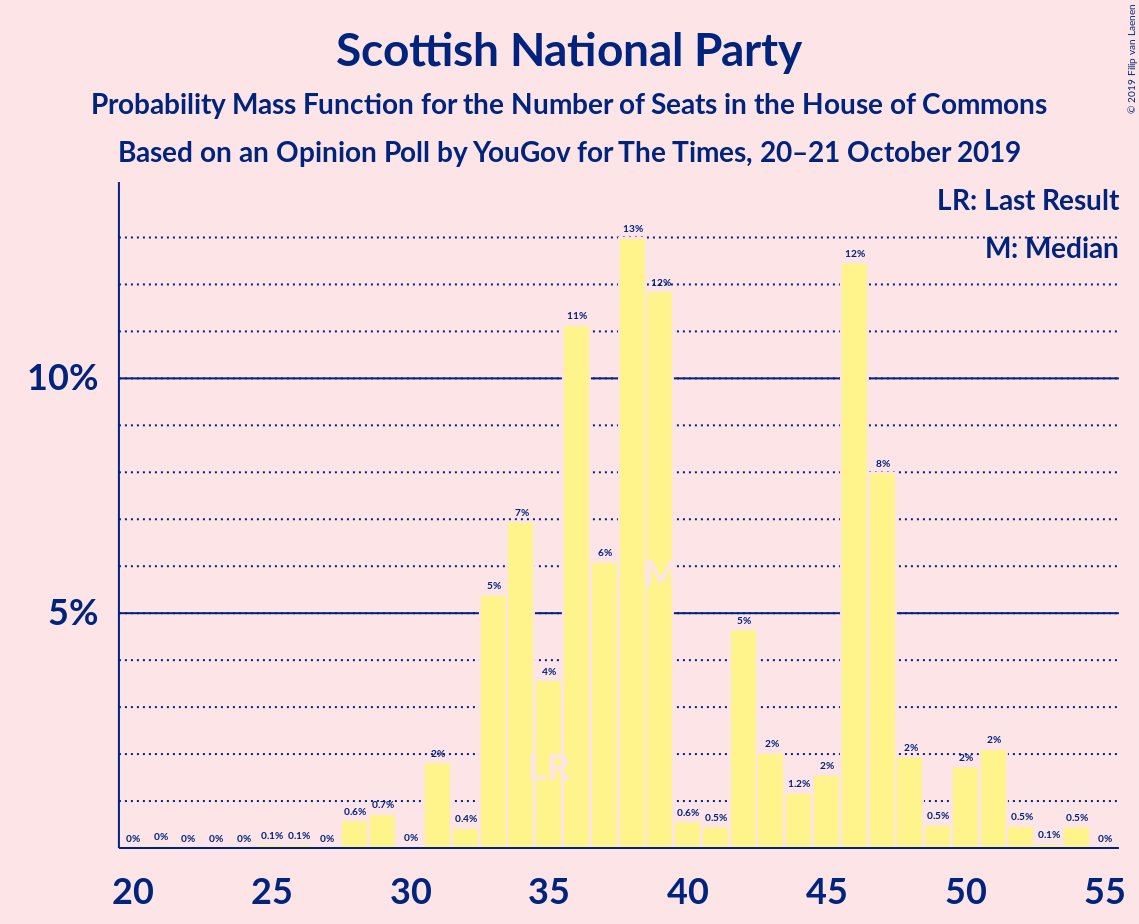 © 2019 Filip van Laenen
Scottish National Party
Probability Mass Function for the Number of Seats in the House of Commons
Based on an Opinion Poll by YouGov for The Times, 20–21 October 2019
LR: Last Result
M: Median
10%
5%
0% 0% 0% 0% 0% 0.1% 0.1% 0% 0.6% 0.7% 0% 2% 0.4% 5% 7% 4% 11% 6% 13% 12% 0.6% 0.5% 5% 2% 1.2% 2% 12% 8% 2% 0.5% 2% 2% 0.5% 0.1% 0.5% 0%
M
LR
20 25 30 35 40 45 50 55